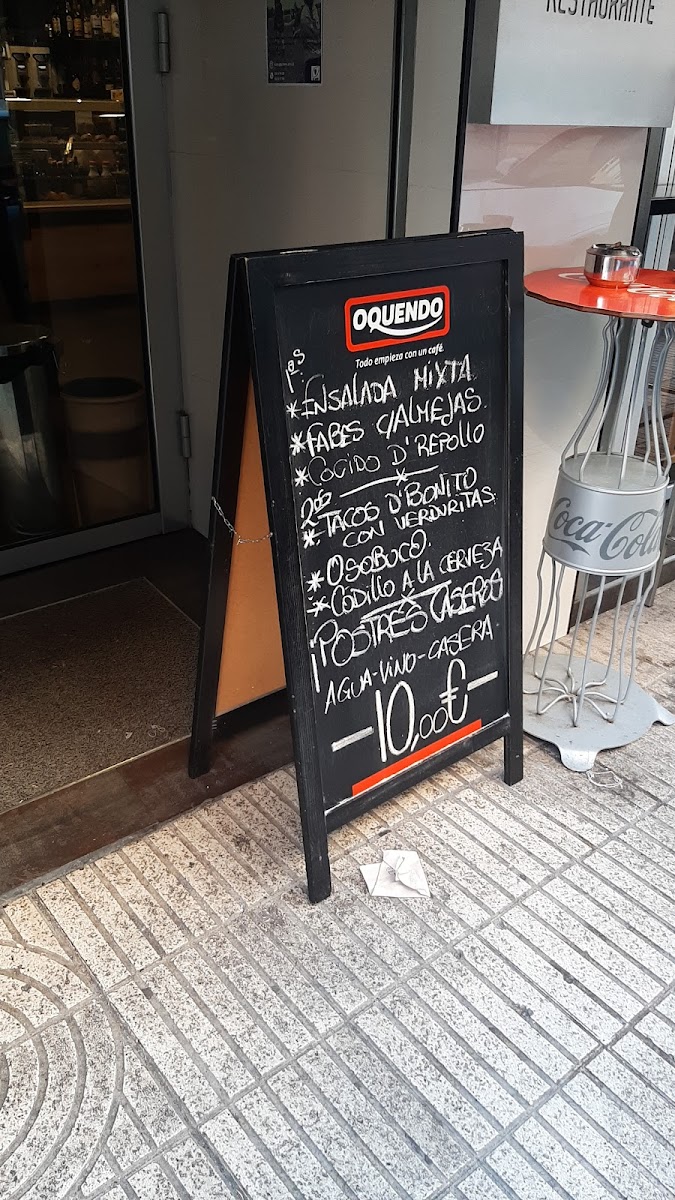 RESTAURANTE
OQUENDO
Todo empieza con un café.
1ºs
*ENSALADA MIXTA.
*FABES C/ALMEJAS.
*COCIDO D'REPOLLO
2ºs
*TACOS D'BONITO
CON VERDURITAS.
*OSOBUCO.
*CODILLO A LA CERVEZA
POSTRES CASEROS
AGUA-VINO-CASERA
-10,00€-
Coca-Cola